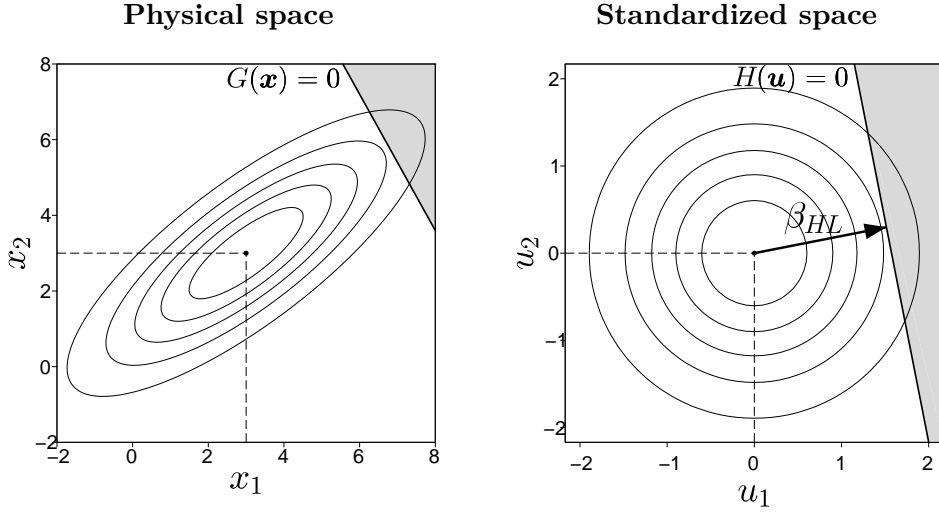 Physical space
G(x) = 0
8
6
4
2
0
−2
−2 0 2 4 6 8
x₂
x₁
Standardized space
H(u) = 0
β_HL
2
1
0
−1
−2
−2 −1 0 1 2
u₂
u₁